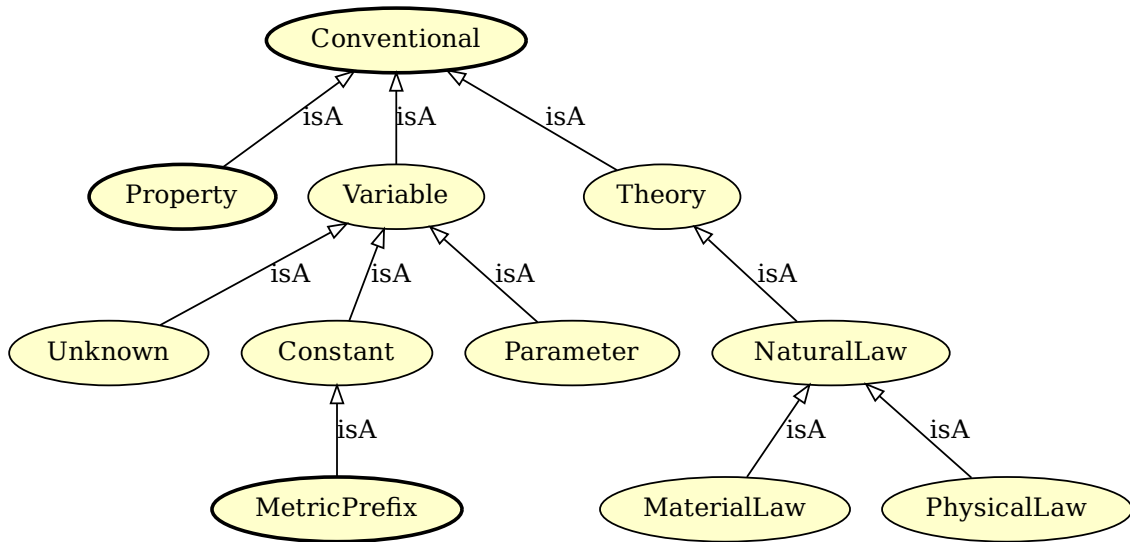 Conventional
isA
isA
isA
Property
Variable
Theory
isA
isA
isA
isA
Unknown
Constant
Parameter
NaturalLaw
isA
isA
isA
MetricPrefix
MaterialLaw
PhysicalLaw